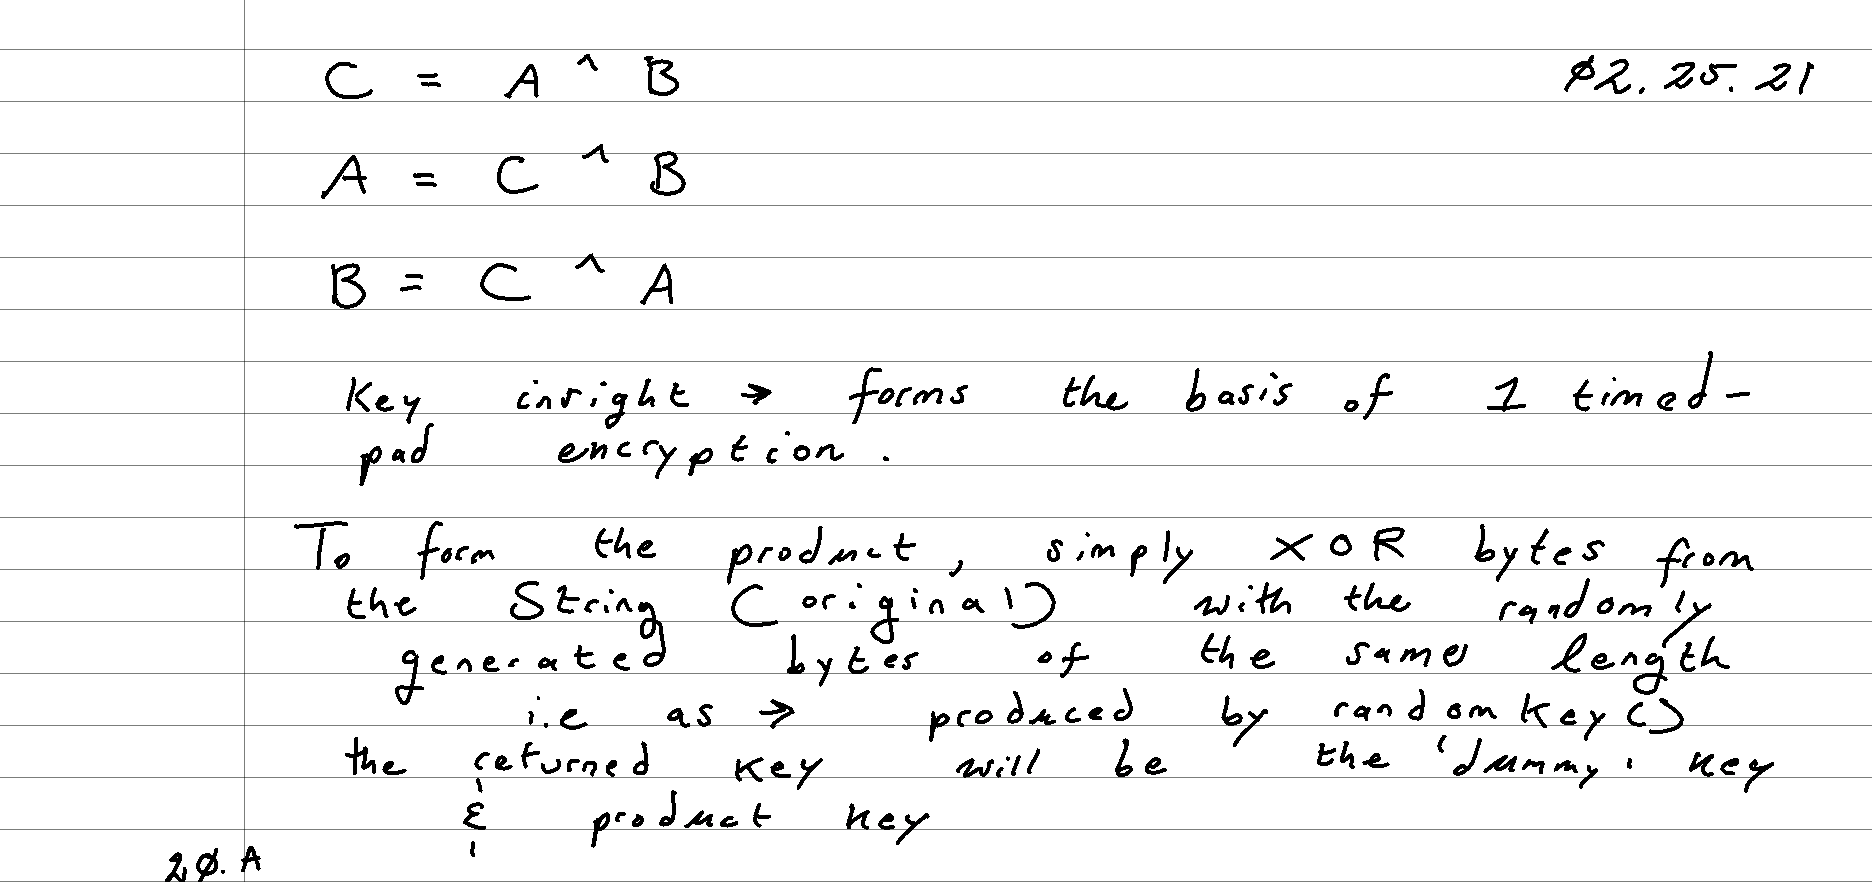 C = A ^ B 02.25.21
A = C ^ B
B = C ^ A
Key insight → forms the basis of 1 timed-
pad encryption.
To form the product, simply XOR bytes from
the String (original) with the randomly
generated bytes of the same length
i.e as → produced by randomKey()
the returned key will be the 'dummy' key
& product key
20.A